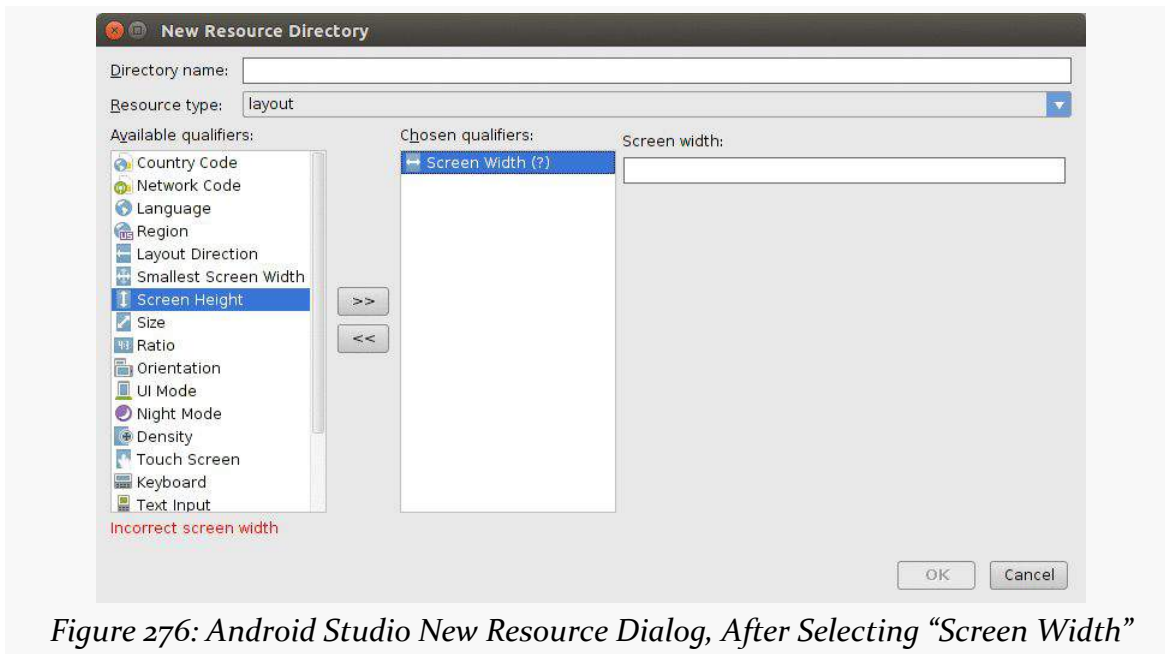 New Resource Directory
Directory name:
Resource type: layout
Available qualifiers:
Country Code
Network Code
Language
US
Region
Layout Direction
Smallest Screen Width
Screen Height
Size
4:3
Ratio
Orientation
UI Mode
Night Mode
Density
Touch Screen
Keyboard
Text Input
Incorrect screen width
>>
<<
Chosen qualifiers:
Screen Width (?)
Screen width:
OK
Cancel
Figure 276: Android Studio New Resource Dialog, After Selecting “Screen Width”